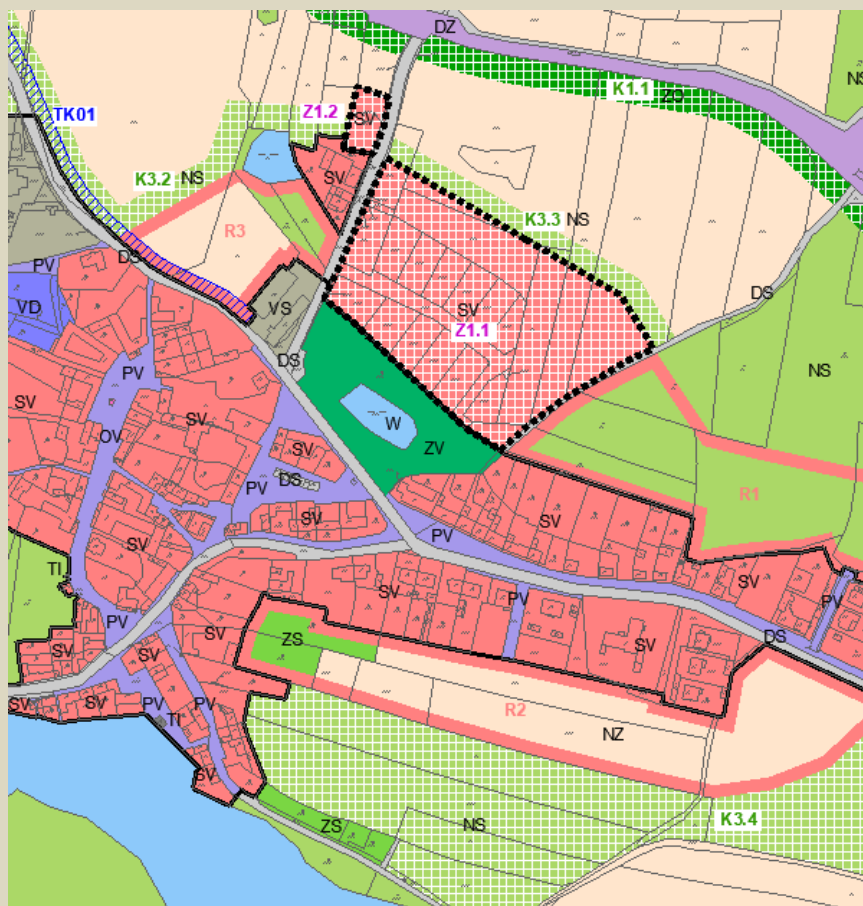 DZ
NS
K1.1
ZO
TK01
Z1.2
SV
K3.2
NS
SV
K3.3
NS
R3
DS
PV
DS
VD
VS
SV
Z1.1
DS
NS
PV
SV
SV
W
OV
SV
ZV
PV
DS
R1
SV
SV
PV
SV
TI
SV
PV
SV
PV
PV
SV
ZS
SV
DS
SV
SV
SV
SV
PV
PV
TI
R2
NZ
SV
ZS
NS
K3.4